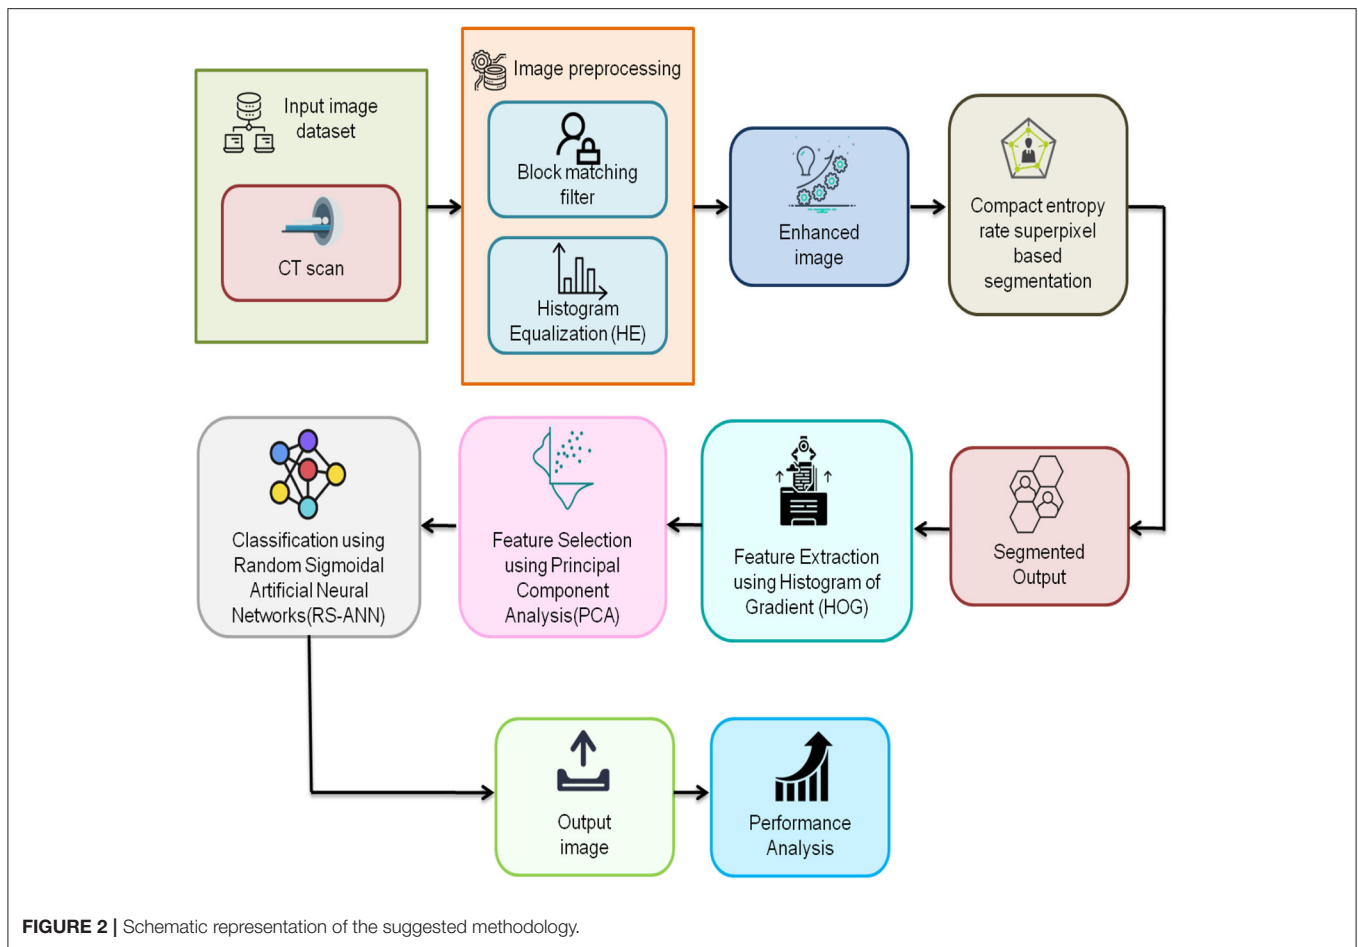 Input image
dataset
CT scan
Image preprocessing
Block matching
filter
Histogram
Equalization (HE)
Enhanced
image
Compact entropy
rate superpixel
based
segmentation
Segmented
Output
Feature Extraction
using Histogram of
Gradient (HOG)
Feature Selection
using Principal
Component
Analysis(PCA)
Classification using
Random Sigmoidal
Artificial Neural
Networks(RS-ANN)
Output
image
Performance
Analysis
FIGURE 2 | Schematic representation of the suggested methodology.